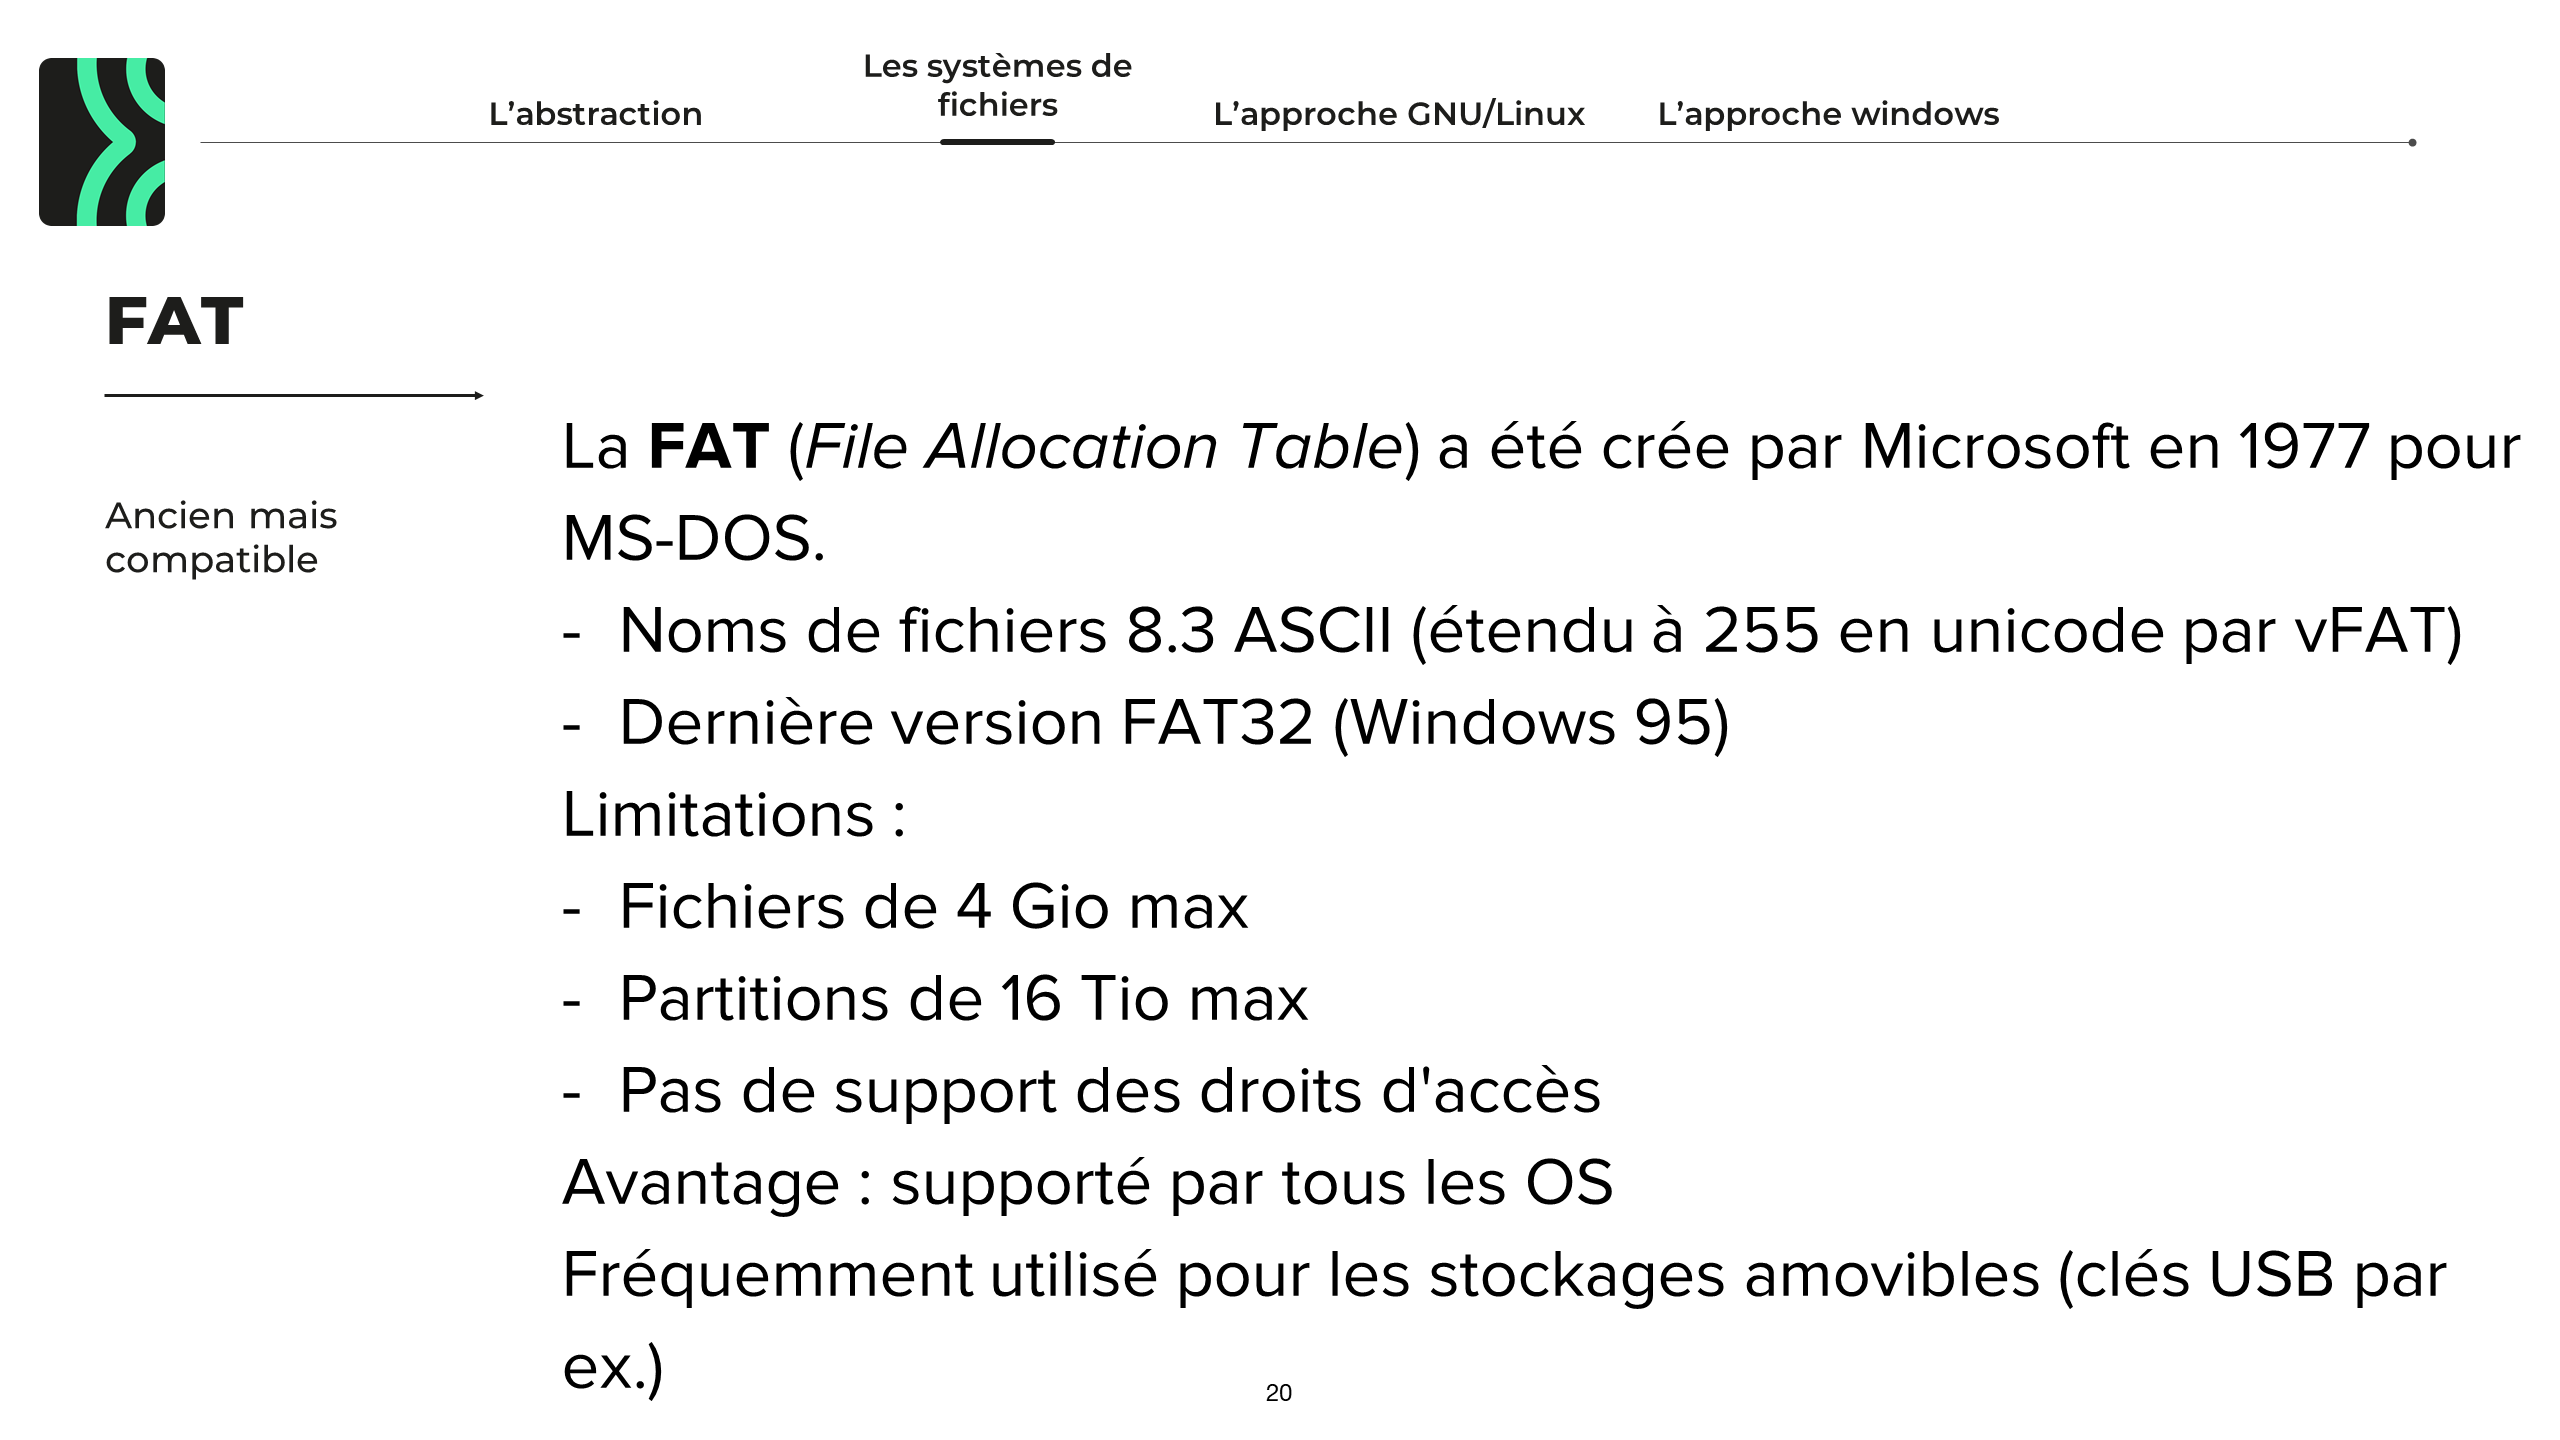 L’abstraction
Les systèmes de
fichiers
L’approche GNU/Linux
L’approche windows
FAT
Ancien mais
compatible
La FAT (File Allocation Table) a été crée par Microsoft en 1977 pour
MS-DOS.
- Noms de fichiers 8.3 ASCII (étendu à 255 en unicode par vFAT)
- Dernière version FAT32 (Windows 95)
Limitations :
- Fichiers de 4 Gio max
- Partitions de 16 Tio max
- Pas de support des droits d'accès
Avantage : supporté par tous les OS
Fréquemment utilisé pour les stockages amovibles (clés USB par
ex.)
20